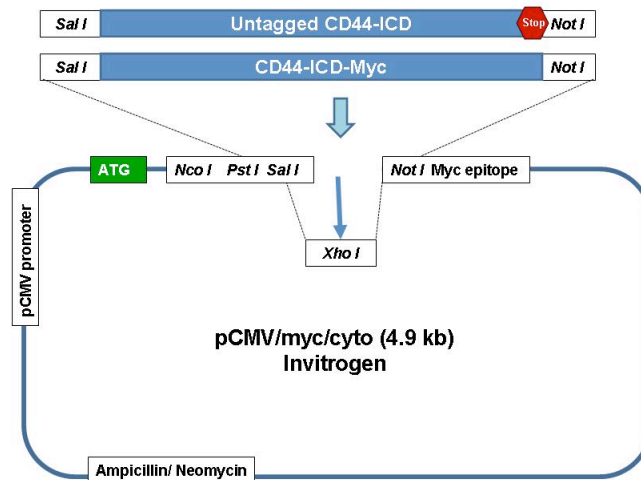 Sal I Untagged CD44-ICD Stop Not I
Sal I CD44-ICD-Myc Not I
ATG Nco I Pst I Sal I Not I Myc epitope
Xho I
pCMV promoter
pCMV/myc/cyto (4.9 kb)
Invitrogen
Ampicillin/ Neomycin